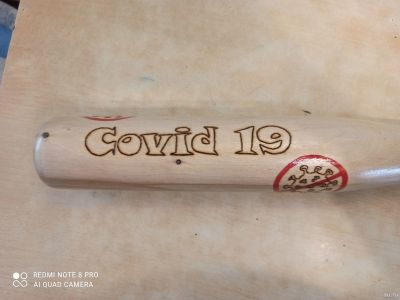 Covid 19
REDMI NOTE 8 PRO
AI QUAD CAMERA